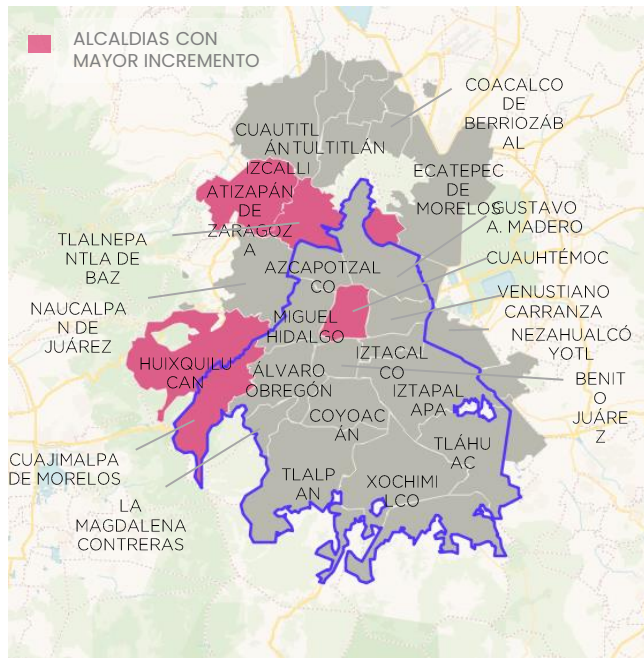 ALCALDIAS CON
MAYOR INCREMENTO
COACALCO
DE
BERRIOZÁB
AL
CUAUTITL
ÁN
IZCALLI
TULTITLÁN
ECATEPEC
DE
MORELOS
ATIZAPÁN
DE
ZARAGOZ
A
GUSTAVO
A. MADERO
TLALNEPA
NTLA DE
BAZ
CUAUHTÉMOC
AZCAPOTZAL
CO
VENUSTIANO
CARRANZA
NAUCALPA
N DE
JUÁREZ
MIGUEL
HIDALGO
NEZAHUALCÓ
YOTL
HUIXQUILU
CAN
ÁLVARO
OBREGÓN
IZTACAL
CO
IZTAPAL
APA
BENIT
O
JUÁRE
Z
COYOAC
ÁN
TLÁHU
AC
CUAJIMALPA
DE MORELOS
TLALP
AN
XOCHIMI
LCO
LA
MAGDALENA
CONTRERAS